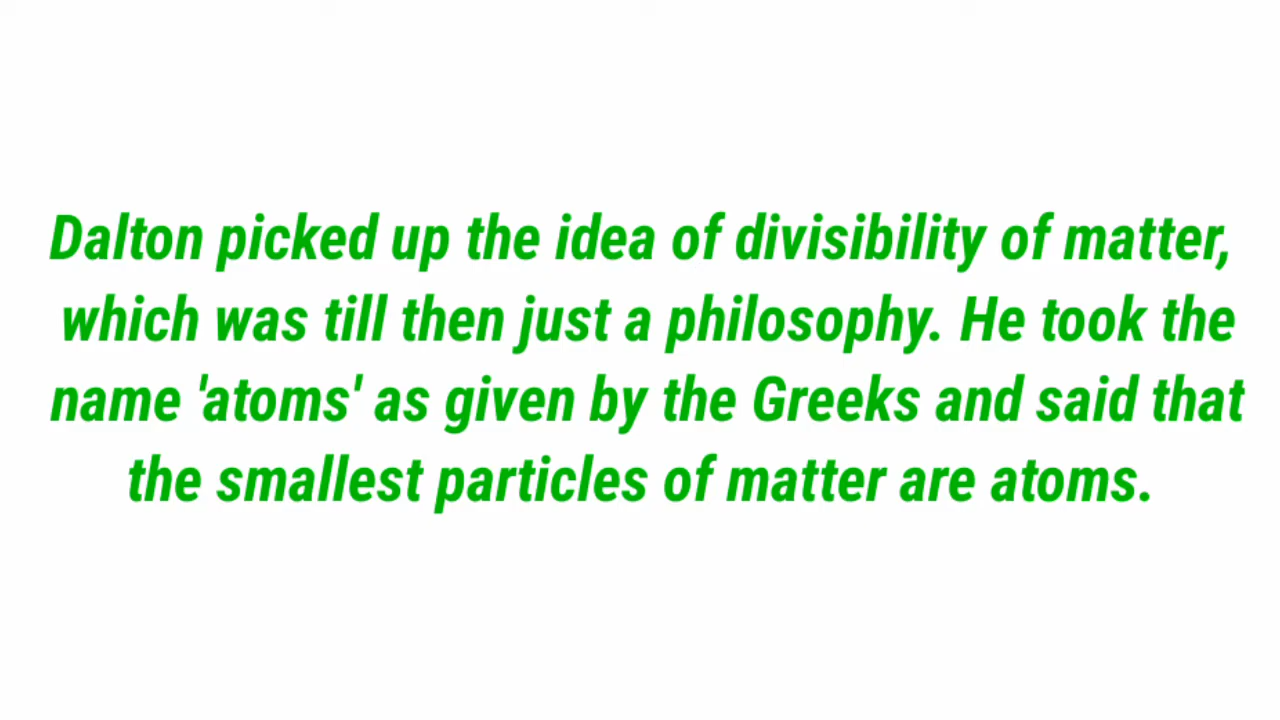 Dalton picked up the idea of divisibility of matter,
which was till then just a philosophy. He took the
name 'atoms' as given by the Greeks and said that
the smallest particles of matter are atoms.